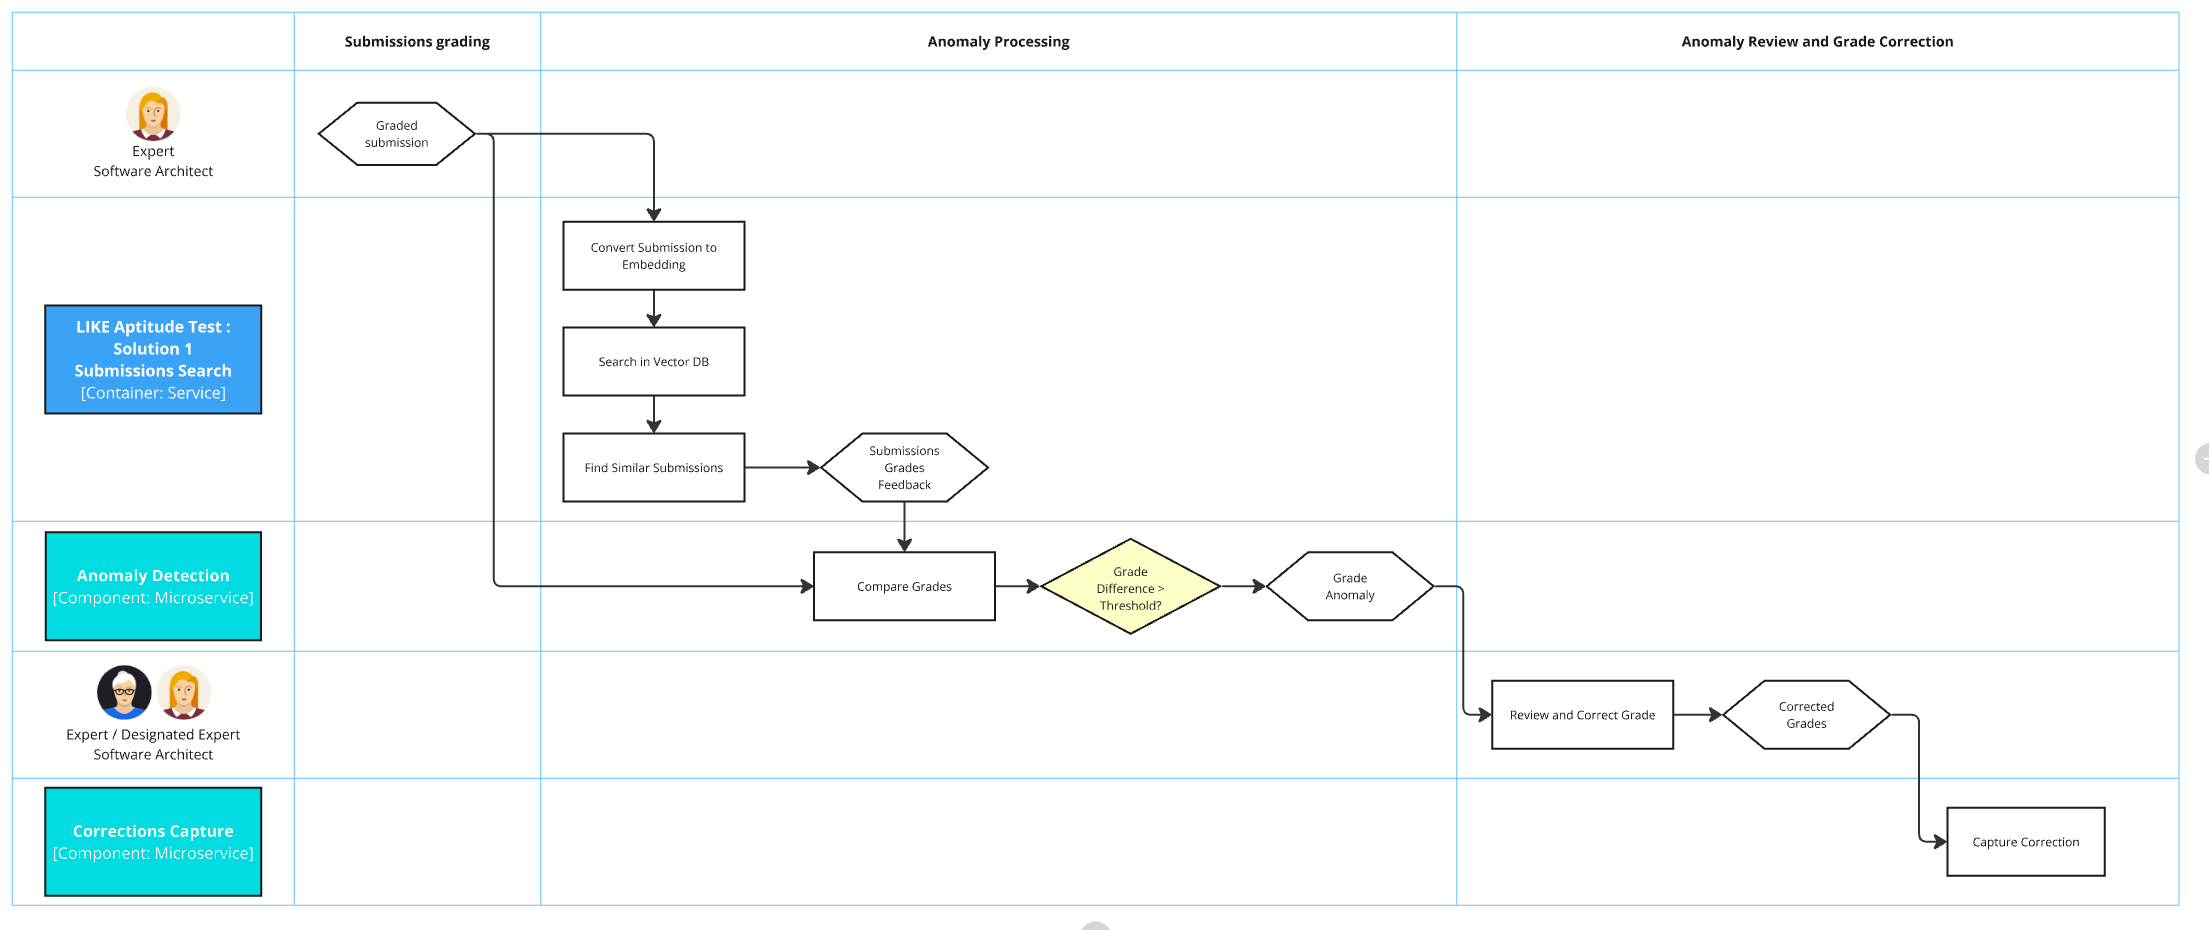 Submissions grading
Anomaly Processing
Anomaly Review and Grade Correction
Expert
Software Architect
Graded
submission
LIKE Aptitude Test :
Solution 1
Submissions Search
[Container: Service]
Convert Submission to
Embedding
Search in Vector DB
Find Similar Submissions
Submissions
Grades
Feedback
Anomaly Detection
[Component: Microservice]
Compare Grades
Grade
Difference >
Threshold?
Grade
Anomaly
Expert / Designated Expert
Software Architect
Review and Correct Grade
Corrected
Grades
Corrections Capture
[Component: Microservice]
Capture Correction